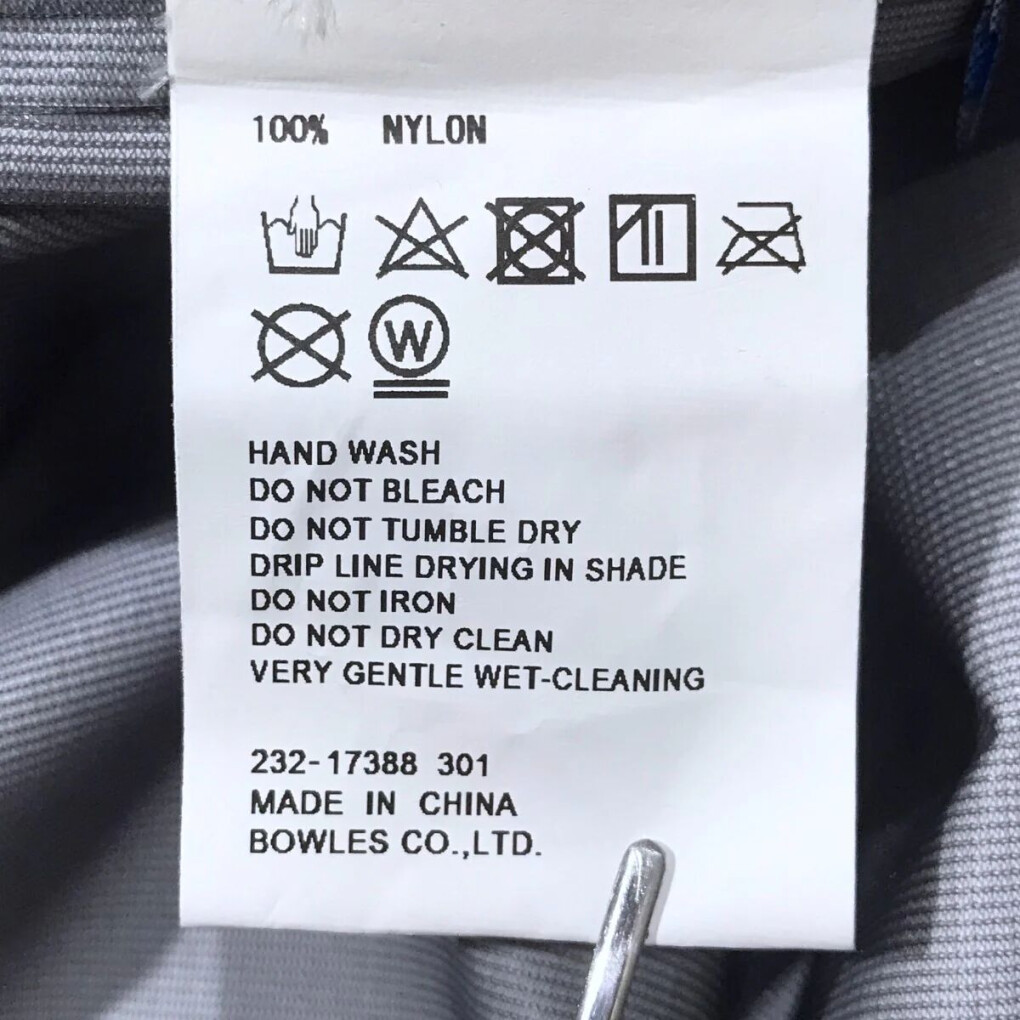 100% NYLON
W
HAND WASH
DO NOT BLEACH
DO NOT TUMBLE DRY
DRIP LINE DRYING IN SHADE
DO NOT IRON
DO NOT DRY CLEAN
VERY GENTLE WET-CLEANING
232-17388 301
MADE IN CHINA
BOWLES CO.,LTD.